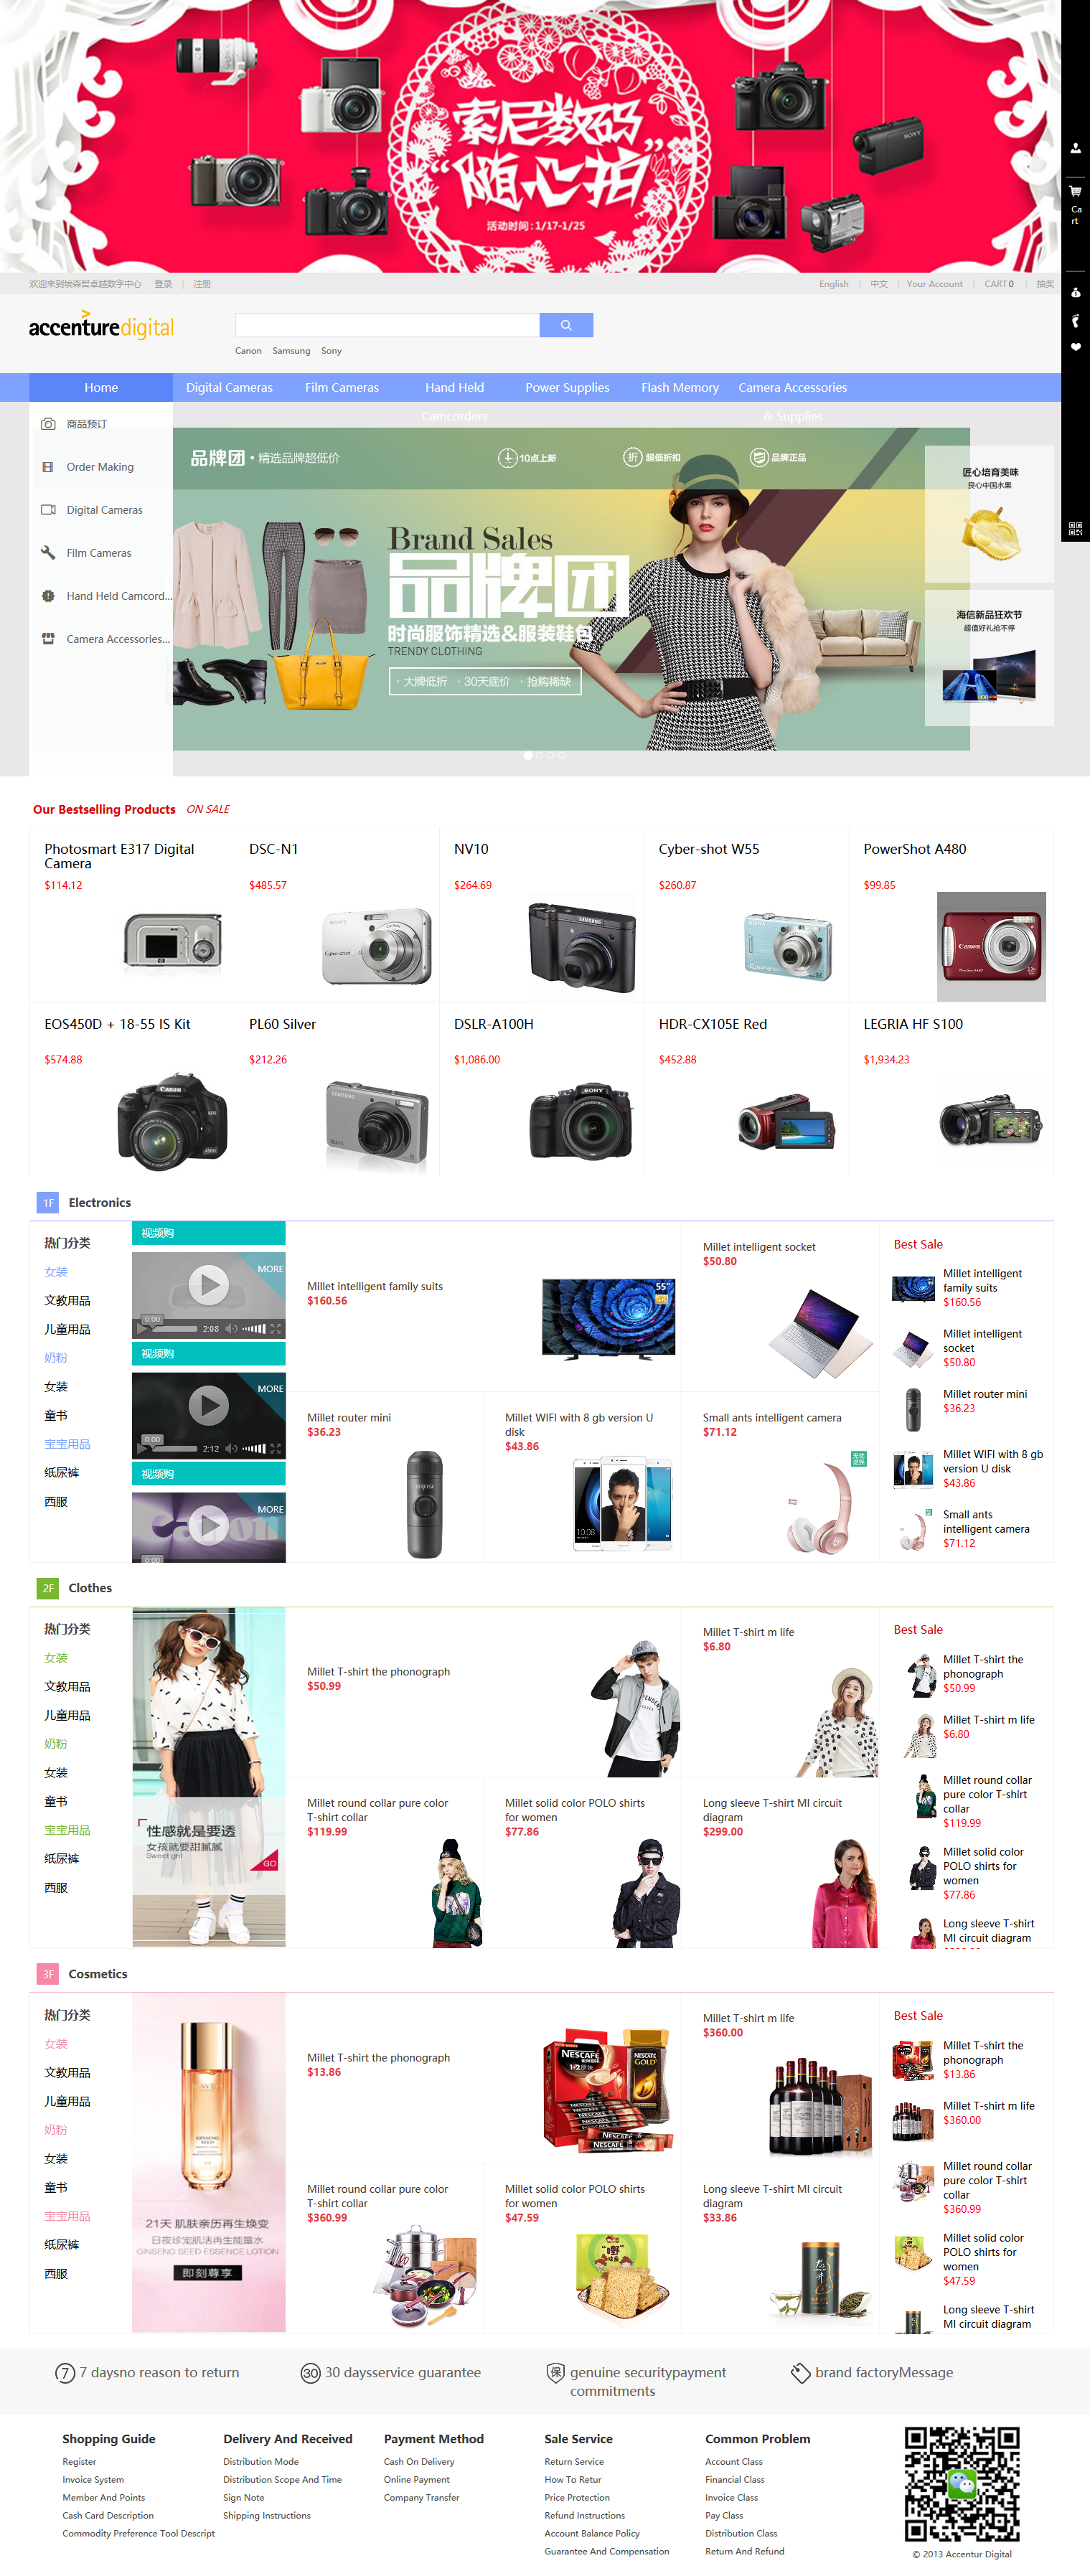 索尼数码
“随心拍”
活动时间:1/17-1/25
Cart
欢迎来到埃森哲卓越数字中心 登录 | 注册
English | 中文 | Your Account | CART 0 | 抽奖
accenturedigital
Canon Samsung Sony
Home Digital Cameras Film Cameras Hand Held Camcorders Power Supplies Flash Memory Camera Accessories & Supplies
商品预订
Order Making
Digital Cameras
Film Cameras
Hand Held Camcord...
Camera Accessories...
品牌团·精选品牌超低价
10点上新 折 超低折扣 品牌正品
Brand Sales
品牌团
时尚服饰精选&服装鞋包
TRENDY CLOTHING
·大牌低折 ·30天底价 ·抢购稀缺
匠心培育美味
良心中国水果
海信新品狂欢节
超值好礼抢不停
Our Bestselling Products ON SALE
Photosmart E317 Digital Camera
$114.12
DSC-N1
$485.57
NV10
$264.69
Cyber-shot W55
$260.87
PowerShot A480
$99.85
EOS450D + 18-55 IS Kit
$574.88
PL60 Silver
$212.26
DSLR-A100H
$1,086.00
HDR-CX105E Red
$452.88
LEGRIA HF S100
$1,934.23
1F Electronics
热门分类
女装
文教用品
儿童用品
奶粉
女装
童书
宝宝用品
纸尿裤
西服
视频购
MORE
0:00
2:08
视频购
MORE
0:00
2:12
视频购
MORE
0:00
Millet intelligent family suits
$160.56
55"
Millet intelligent socket
$50.80
Millet router mini
$36.23
Millet WIFI with 8 gb version U
disk
$43.86
Small ants intelligent camera
$71.12
Best Sale
Millet intelligent
family suits
$160.56
Millet intelligent
socket
$50.80
Millet router mini
$36.23
Millet WIFI with 8 gb
version U disk
$43.86
Small ants
intelligent camera
$71.12
2F Clothes
热门分类
女装
文教用品
儿童用品
奶粉
女装
童书
宝宝用品
纸尿裤
西服
性感就是要透
女孩就要甜腻腻
Sweet girl
GO
Millet T-shirt the phonograph
$50.99
Millet T-shirt m life
$6.80
Millet round collar pure color
T-shirt collar
$119.99
Millet solid color POLO shirts
for women
$77.86
Long sleeve T-shirt MI circuit
diagram
$299.00
Best Sale
Millet T-shirt the
phonograph
$50.99
Millet T-shirt m life
$6.80
Millet round collar
pure color T-shirt
collar
$119.99
Millet solid color
POLO shirts for
women
$77.86
Long sleeve T-shirt
MI circuit diagram
3F Cosmetics
热门分类
女装
文教用品
儿童用品
奶粉
女装
童书
宝宝用品
纸尿裤
西服
21天 肌肤亲历再生焕变
日夜珍宠肌活再生能量水
GINSENG SEED ESSENCE LOTION
即刻尊享
Millet T-shirt the phonograph
$13.86
NESCAFÉ
NESCAFÉ
GOLD
Millet T-shirt m life
$360.00
Millet round collar pure color
T-shirt collar
$360.99
Millet solid color POLO shirts
for women
$47.59
Long sleeve T-shirt MI circuit
diagram
$33.86
Best Sale
Millet T-shirt the
phonograph
$13.86
Millet T-shirt m life
$360.00
Millet round collar
pure color T-shirt
collar
$360.99
Millet solid color
POLO shirts for
women
$47.59
Long sleeve T-shirt
MI circuit diagram
7 7 daysno reason to return
30 30 daysservice guarantee
保 genuine securitypayment
commitments
brand factoryMessage
Shopping Guide
Register
Invoice System
Member And Points
Cash Card Description
Commodity Preference Tool Descript
Delivery And Received
Distribution Mode
Distribution Scope And Time
Sign Note
Shipping Instructions
Payment Method
Cash On Delivery
Online Payment
Company Transfer
Sale Service
Return Service
How To Retur
Price Protection
Refund Instructions
Account Balance Policy
Guarantee And Compensation
Common Problem
Account Class
Financial Class
Invoice Class
Pay Class
Distribution Class
Return And Refund
© 2013 Accentur Digital